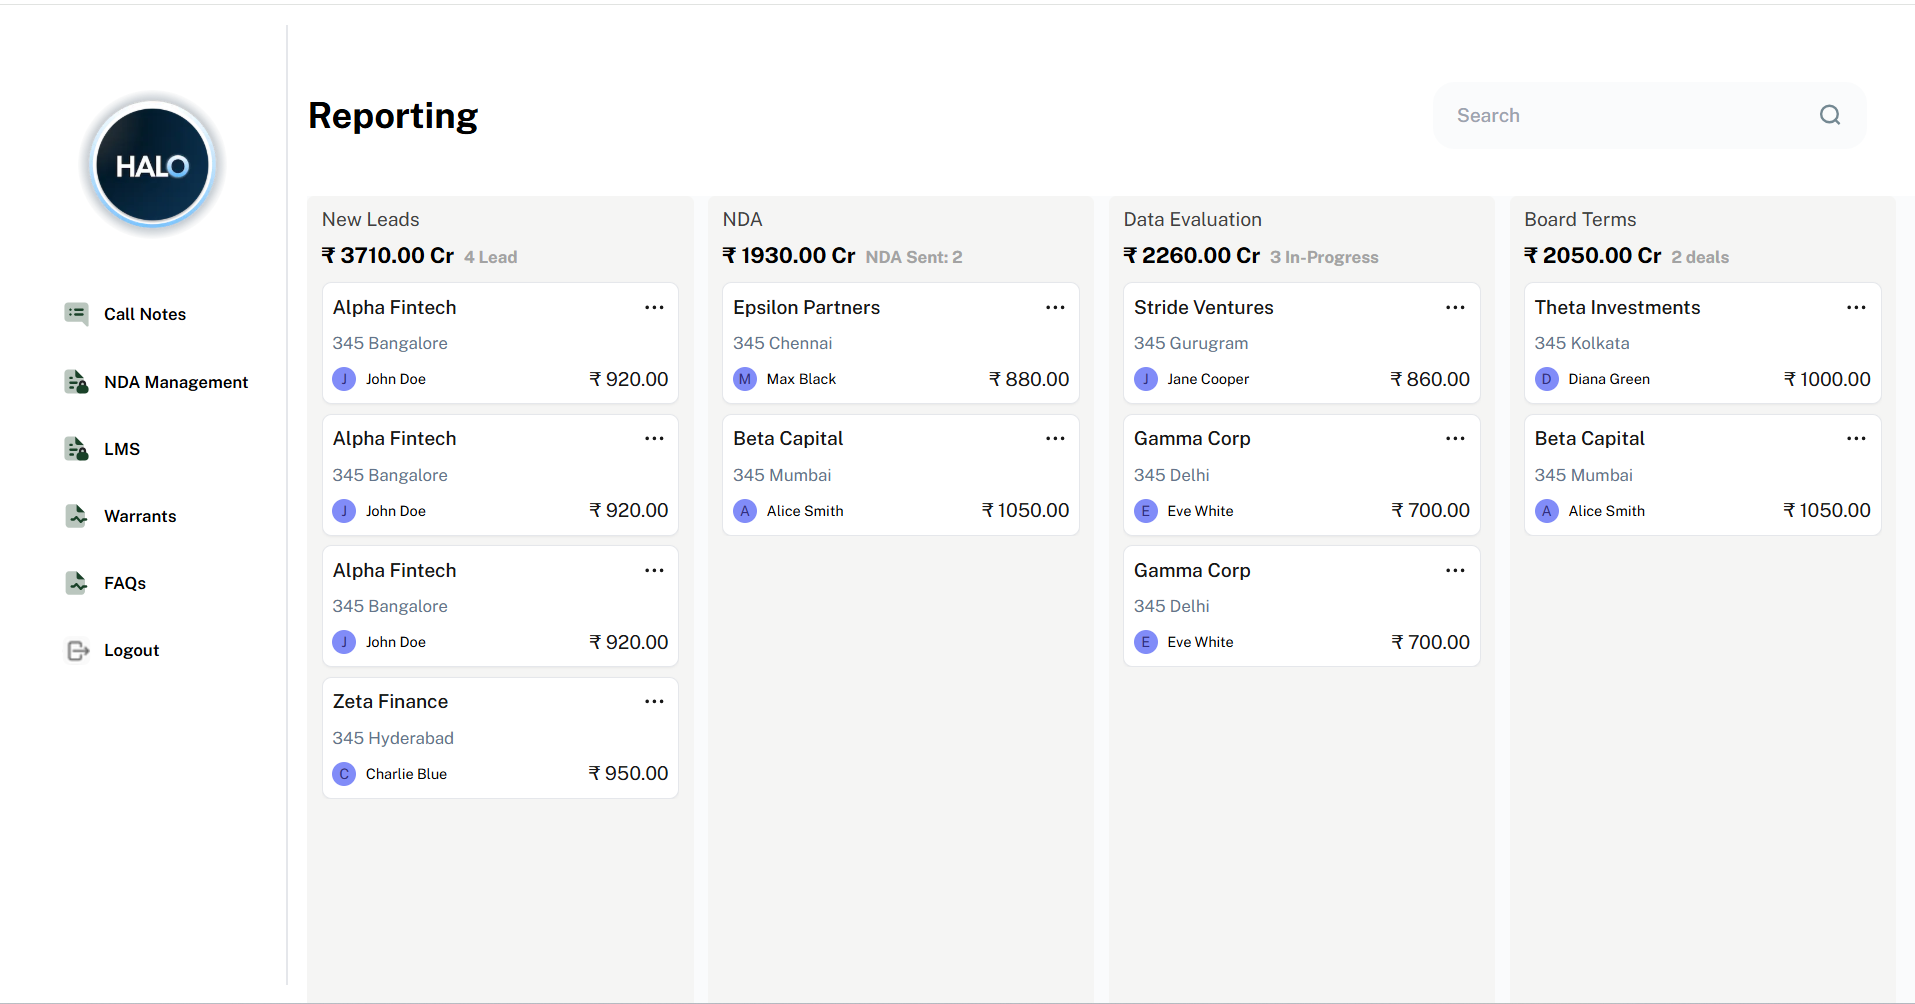 HALO
Call Notes
NDA Management
LMS
Warrants
FAQs
Logout
Reporting
Search
New Leads
₹ 3710.00 Cr 4 Lead
Alpha Fintech ...
345 Bangalore
J John Doe ₹ 920.00
Alpha Fintech ...
345 Bangalore
J John Doe ₹ 920.00
Alpha Fintech ...
345 Bangalore
J John Doe ₹ 920.00
Zeta Finance ...
345 Hyderabad
C Charlie Blue ₹ 950.00
NDA
₹ 1930.00 Cr NDA Sent: 2
Epsilon Partners ...
345 Chennai
M Max Black ₹ 880.00
Beta Capital ...
345 Mumbai
A Alice Smith ₹ 1050.00
Data Evaluation
₹ 2260.00 Cr 3 In-Progress
Stride Ventures ...
345 Gurugram
J Jane Cooper ₹ 860.00
Gamma Corp ...
345 Delhi
E Eve White ₹ 700.00
Gamma Corp ...
345 Delhi
E Eve White ₹ 700.00
Board Terms
₹ 2050.00 Cr 2 deals
Theta Investments ...
345 Kolkata
D Diana Green ₹ 1000.00
Beta Capital ...
345 Mumbai
A Alice Smith ₹ 1050.00